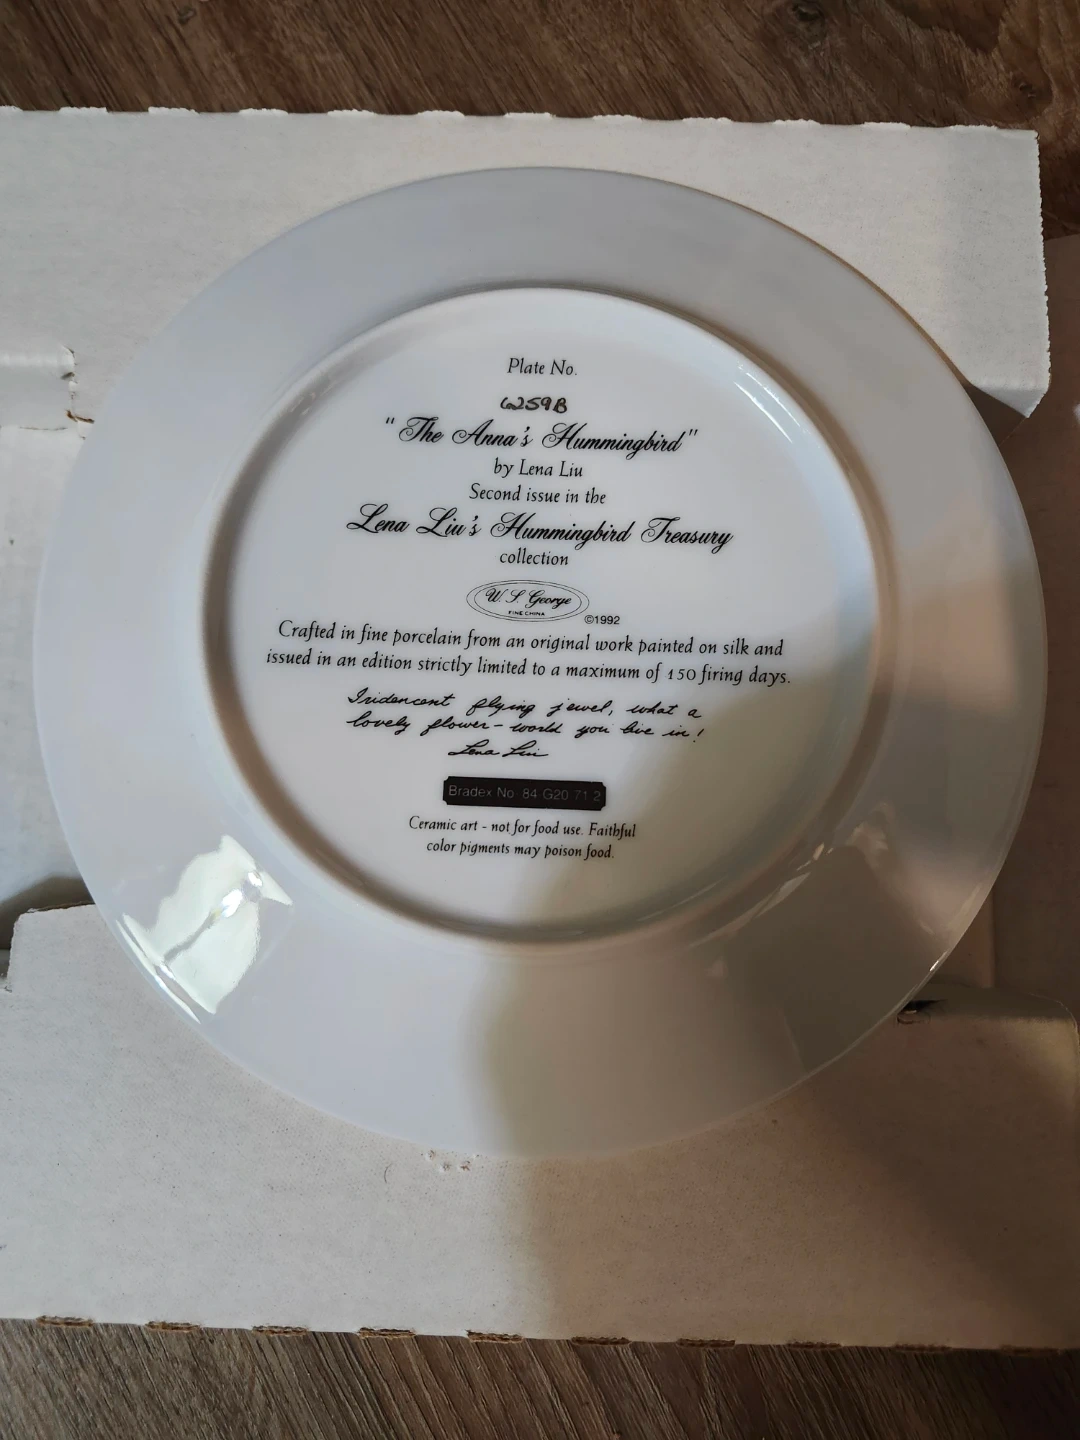 Plate No.
6259B
"The Anna's Hummingbird"
by Lena Liu
Second issue in the
Lena Liu's Hummingbird Treasury
collection
W. S. George
FINE CHINA
©1992
Crafted in fine porcelain from an original work painted on silk and
issued in an edition strictly limited to a maximum of 150 firing days.
Iridescent flying jewel, what a
lovely flower-world you live in!
Lena Liu
Bradex No. 84 G20 71 2
Ceramic art - not for food use. Faithful
color pigments may poison food.